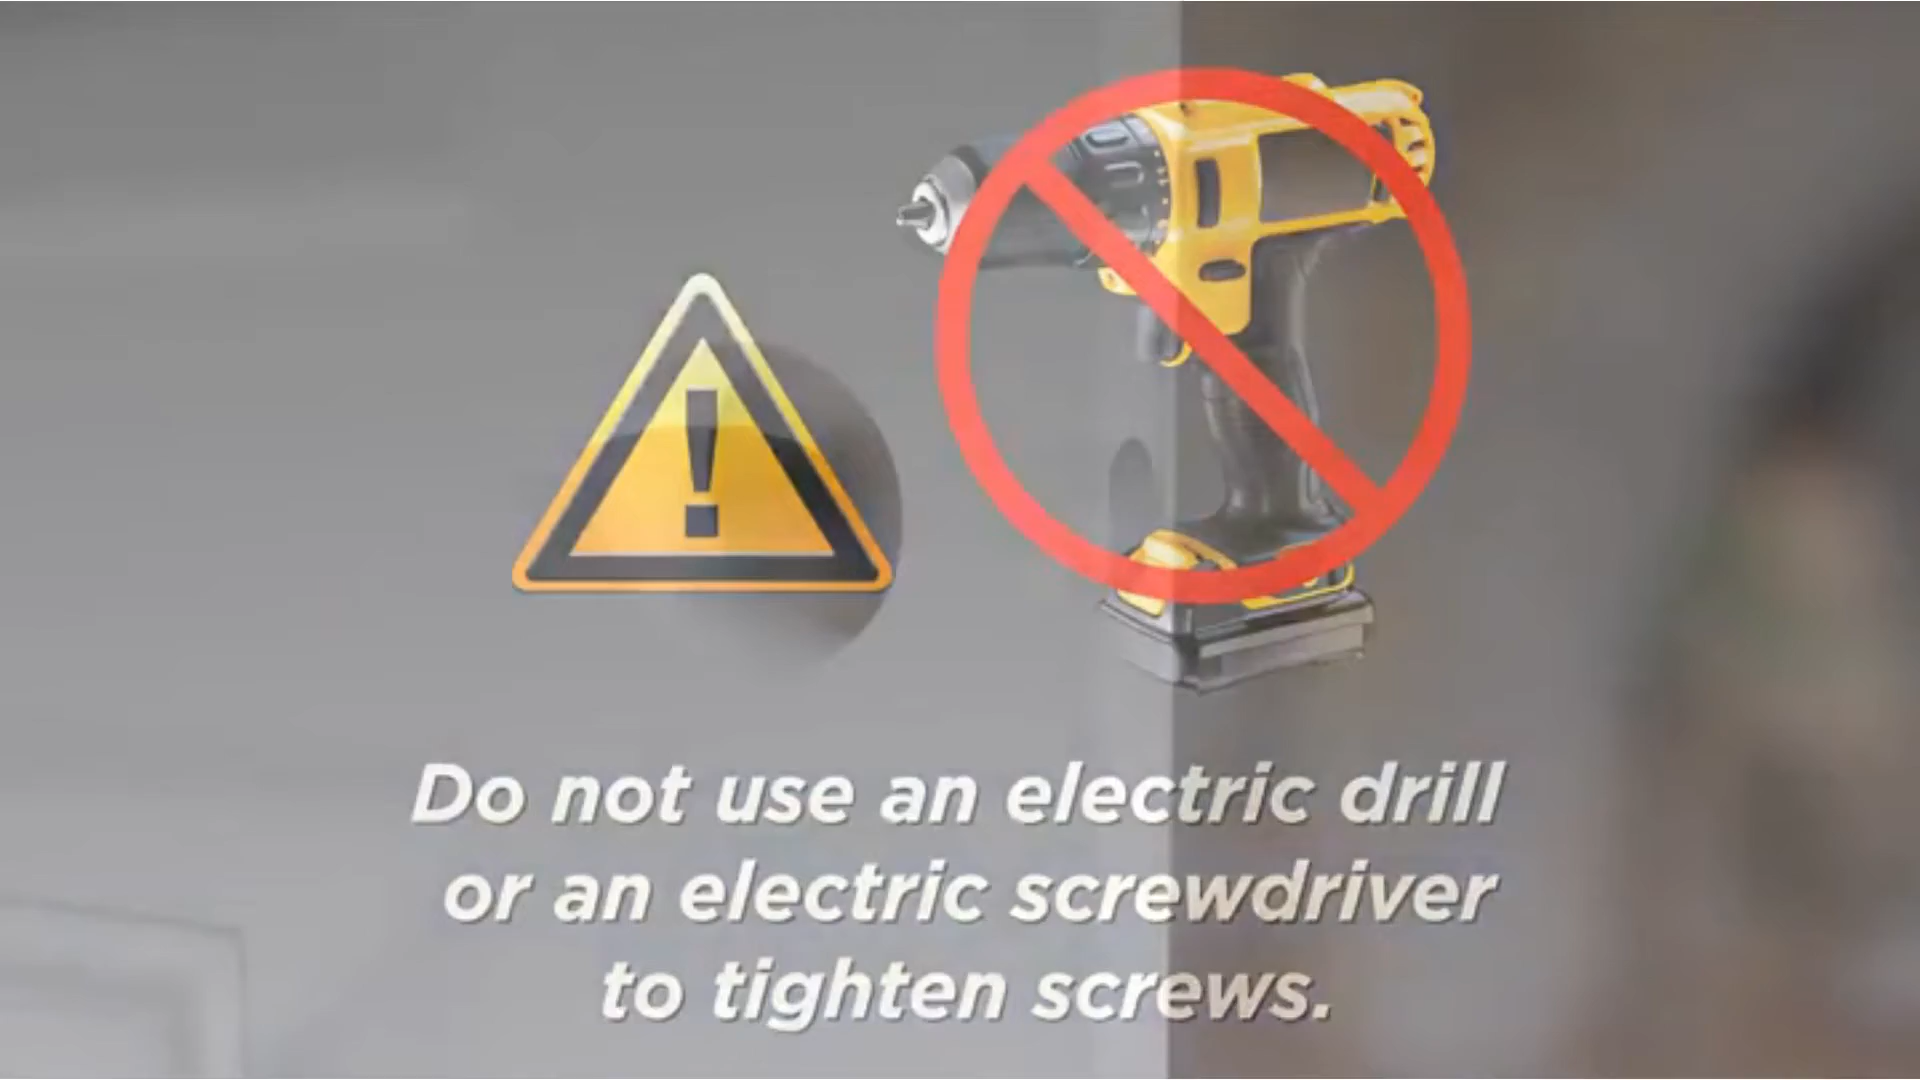 !
Do not use an electric drill
or an electric screwdriver
to tighten screws.